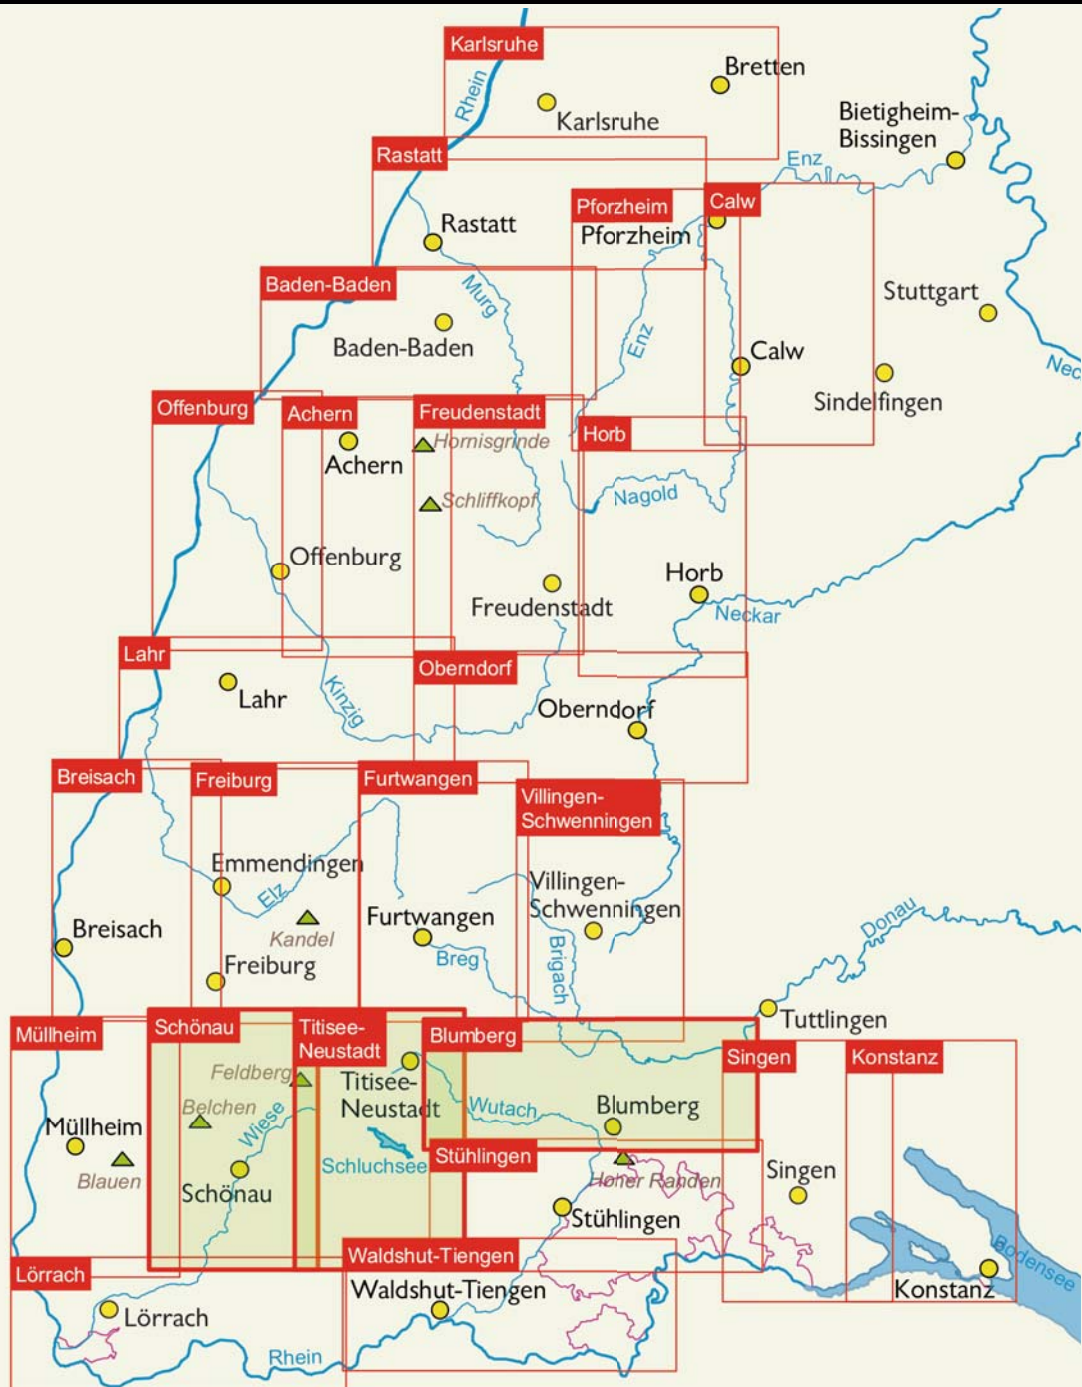 Karlsruhe
Rhein
Bretten
Karlsruhe
Bietigheim-
Bissingen
Rastatt
Enz
Pforzheim
Calw
Rastatt
Pforzheim
Baden-Baden
Murg
Stuttgart
Baden-Baden
Enz
Calw
Nec
Sindelfingen
Offenburg
Achern
Freudenstadt
Horb
Hornisgrinde
Achern
Schliffkopf
Nagold
Offenburg
Freudenstadt
Horb
Neckar
Lahr
Oberndorf
Lahr
Kinzig
Oberndorf
Breisach
Freiburg
Furtwangen
Villingen-
Schwenningen
Emmendingen
Elz
Villingen-
Schwenningen
Furtwangen
Breisach
Kandel
Donau
Breg
Brigach
Freiburg
Tuttlingen
Müllheim
Schönau
Titisee-
Neustadt
Blumberg
Singen
Konstanz
Feldberg
Titisee-
Neustadt
Belchen
Wiese
Wutach
Blumberg
Müllheim
Blauen
Schönau
Schluchsee
Stühlingen
Hoher Randen
Singen
Stühlingen
Waldshut-Tiengen
Bodensee
Lörrach
Waldshut-Tiengen
Konstanz
Lörrach
Rhein